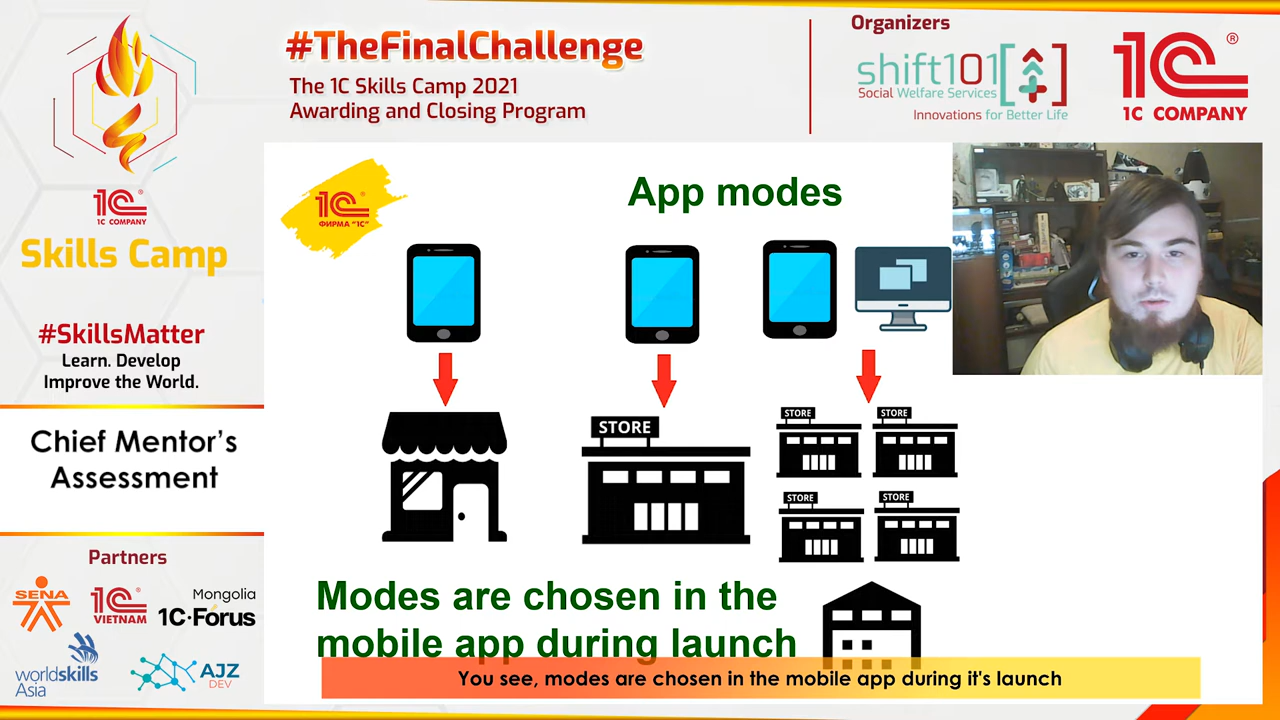 #TheFinalChallenge
The 1C Skills Camp 2021
Awarding and Closing Program
Organizers
shift101
Social Welfare Services
Innovations for Better Life
1C
®
1C COMPANY
1C
®
1C COMPANY
Skills Camp
#SkillsMatter
Learn. Develop
Improve the World.
Chief Mentor's
Assessment
Partners
SENA
1C
VIETNAM
Mongolia
1C·Fórus
worldskills
Asia
AJZ
DEV
1C
®
ФИРМА "1С"
App modes
STORE
STORE
STORE
STORE
STORE
Modes are chosen in the
mobile app during launch
You see, modes are chosen in the mobile app during it's launch